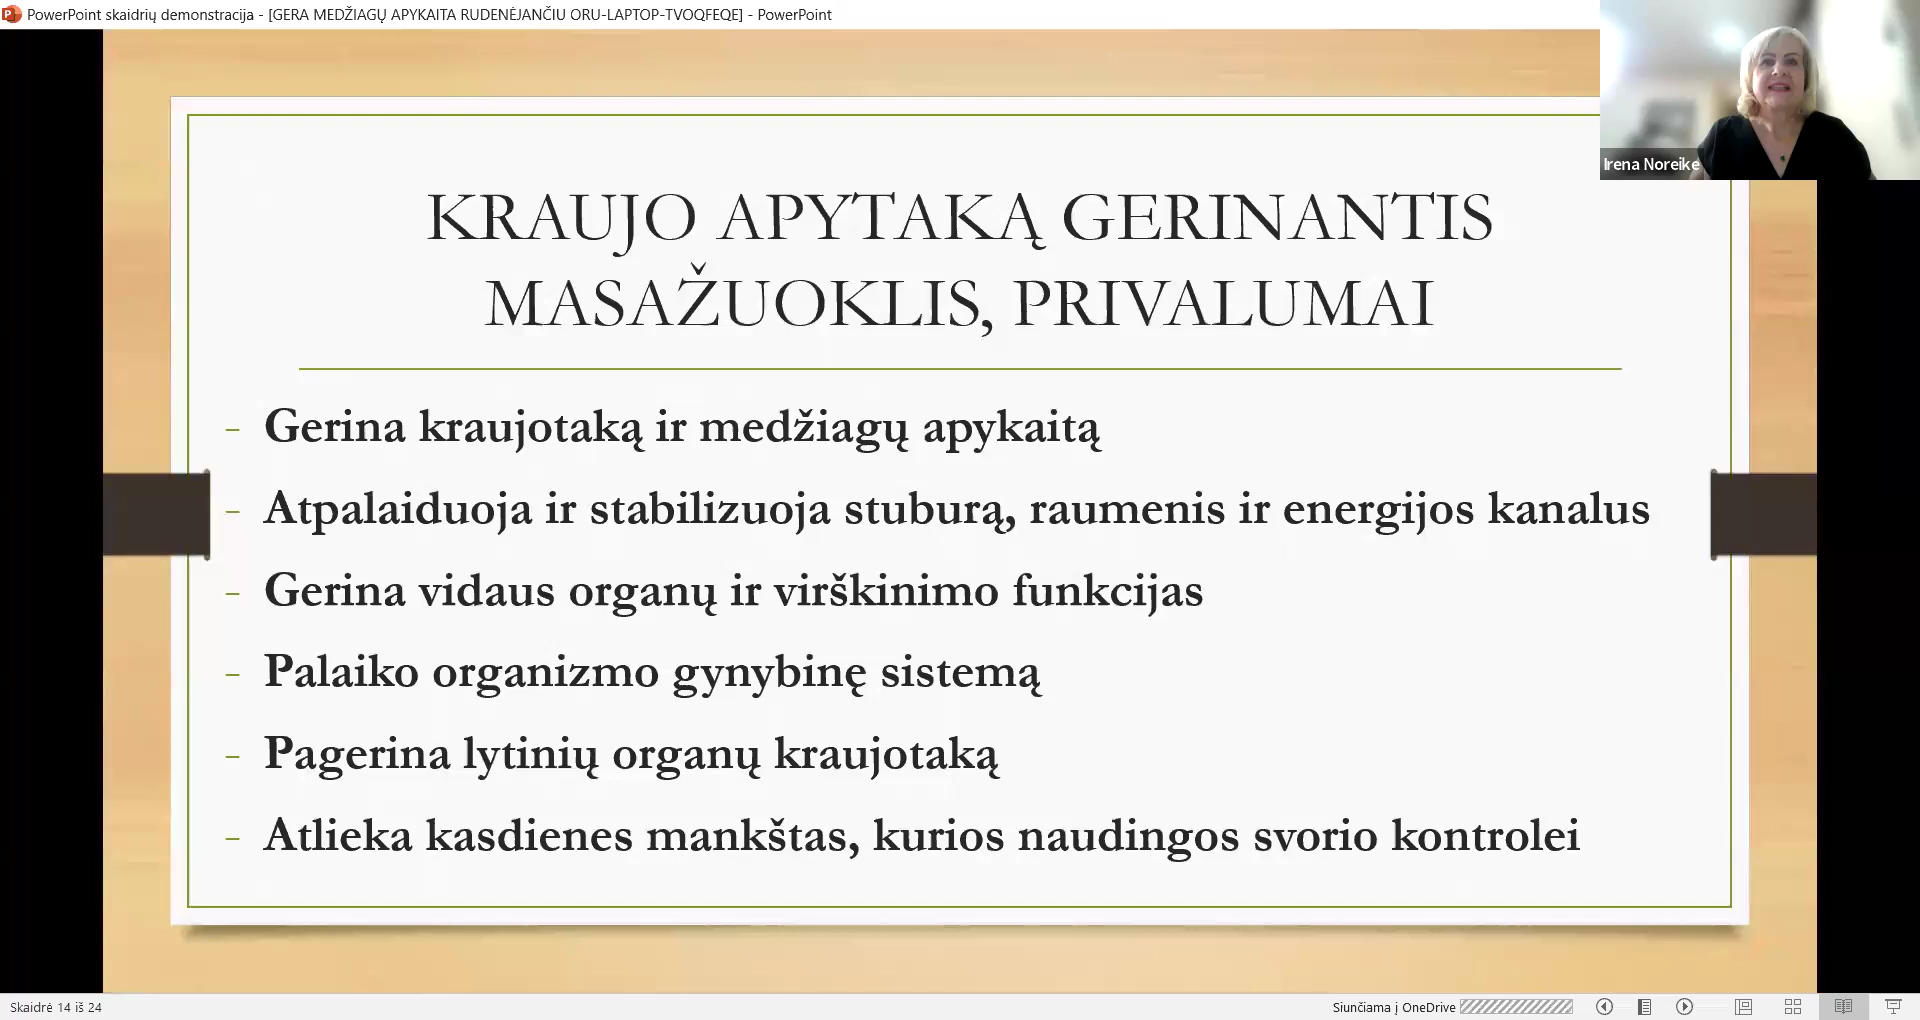 PowerPoint skaidrių demonstracija - [GERA MEDŽIAGŲ APYKAITA RUDENĖJANČIU ORU-LAPTOP-TVOQFEQE] - PowerPoint
Irena Noreike
KRAUJO APYTAKĄ GERINANTIS
MASAŽUOKLIS, PRIVALUMAI
- Gerina kraujotaką ir medžiagų apykaitą
- Atpalaiduoja ir stabilizuoja stuburą, raumenis ir energijos kanalus
- Gerina vidaus organų ir virškinimo funkcijas
- Palaiko organizmo gynybinę sistemą
- Pagerina lytinių organų kraujotaką
- Atlieka kasdienes mankštas, kurios naudingos svorio kontrolei
Skaidrė 14 iš 24
Siunčiama į OneDrive